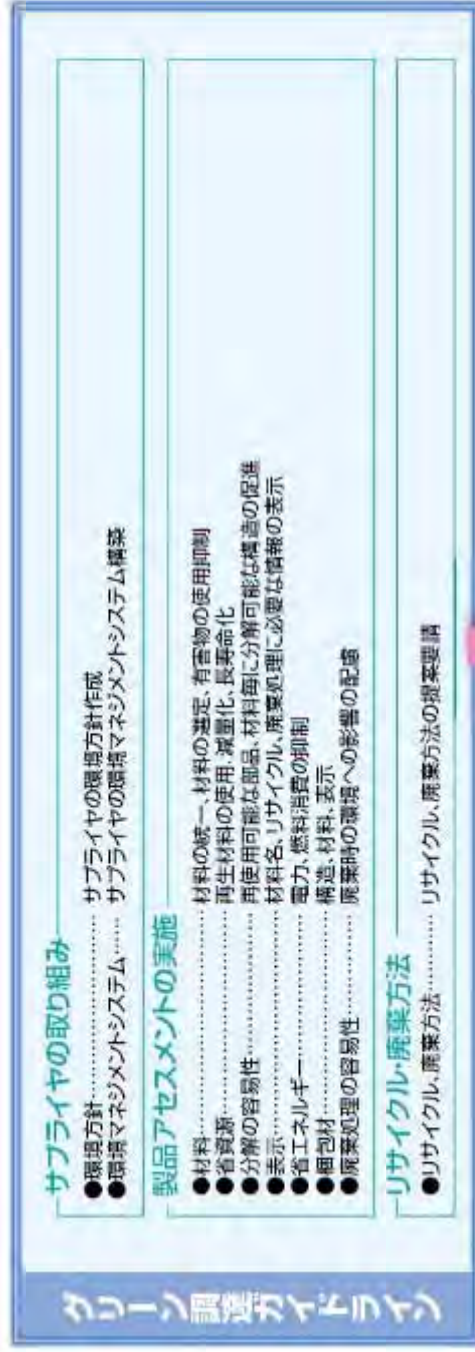 グリーン調達ガイドライン
サプライヤの取り組み
●環境方針……………………… サプライヤの環境方針作成
●環境マネジメントシステム…… サプライヤの環境マネジメントシステム構築
製品アセスメントの実施
●材料……………………………… 材料の統一、材料の選定、有害物の使用抑制
●省資源…………………………… 再生材料の使用、減量化、長寿命化
●分解の容易性…………………… 再使用可能な部品、材料毎に分解可能な構造の促進
●表示……………………………… 材料名、リサイクル、廃棄処理に必要な情報の表示
●省エネルギー…………………… 電力、燃料消費の抑制
●梱包材…………………………… 構造、材料、表示
●廃棄処理の容易性……………… 廃棄時の環境への影響の配慮
リサイクル・廃棄方法
●リサイクル、廃棄方法………… リサイクル、廃棄方法の提案要請